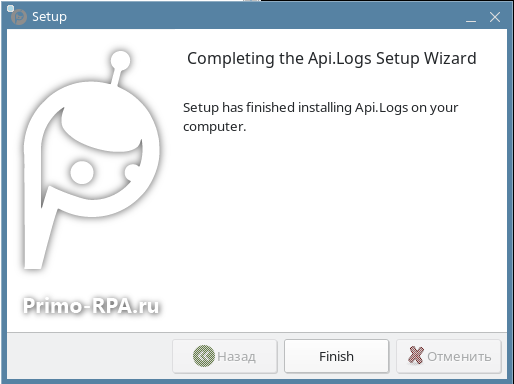 Setup
Completing the Api.Logs Setup Wizard
Setup has finished installing Api.Logs on your
computer.
Primo-RPA.ru
Назад
Finish
Отменить